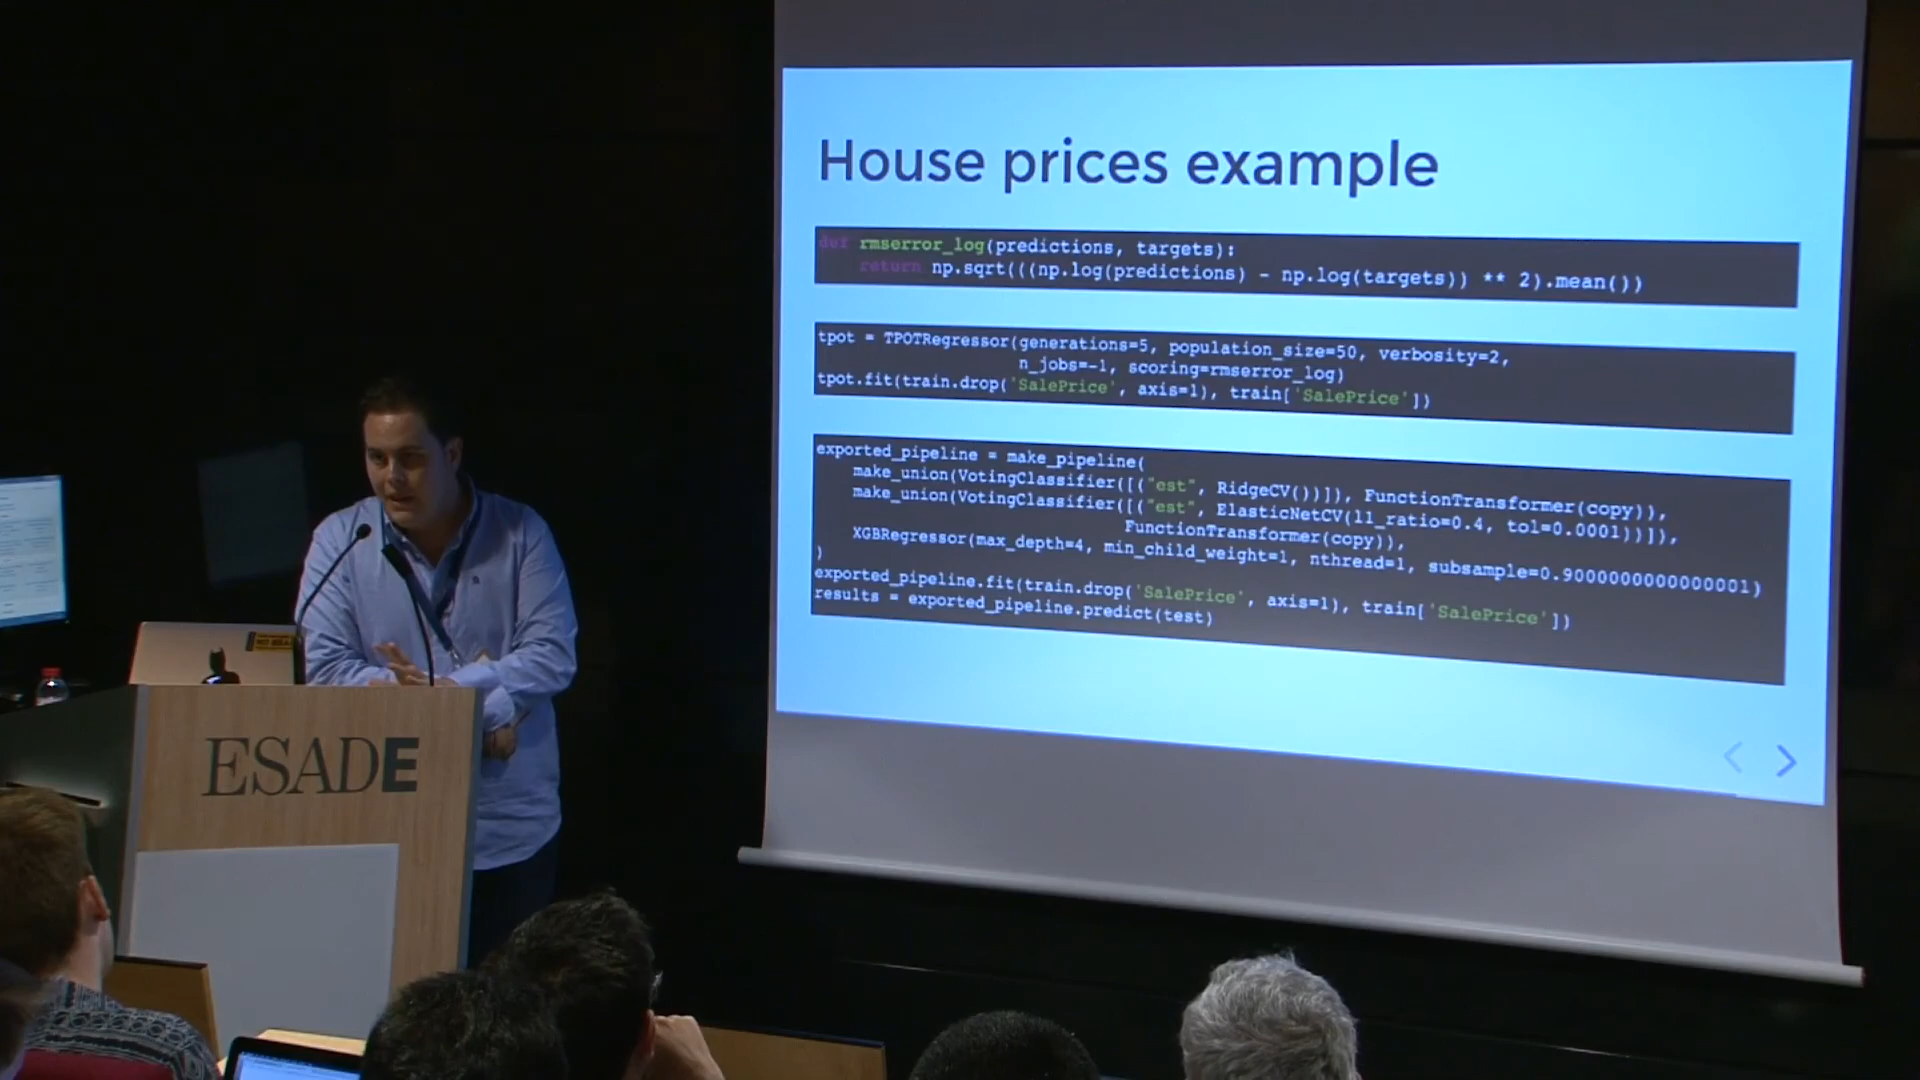 House prices example
def rmserror_log(predictions, targets):
return np.sqrt(((np.log(predictions) - np.log(targets)) ** 2).mean())
tpot = TPOTRegressor(generations=5, population_size=50, verbosity=2,
n_jobs=-1, scoring=rmserror_log)
tpot.fit(train.drop('SalePrice', axis=1), train['SalePrice'])
exported_pipeline = make_pipeline(
make_union(VotingClassifier([("est", RidgeCV())]), FunctionTransformer(copy)),
make_union(VotingClassifier([("est", ElasticNetCV(l1_ratio=0.4, tol=0.0001))]),
FunctionTransformer(copy)),
XGBRegressor(max_depth=4, min_child_weight=1, nthread=1, subsample=0.90000000000000001)
)
exported_pipeline.fit(train.drop('SalePrice', axis=1), train['SalePrice'])
results = exported_pipeline.predict(test)
ESADE